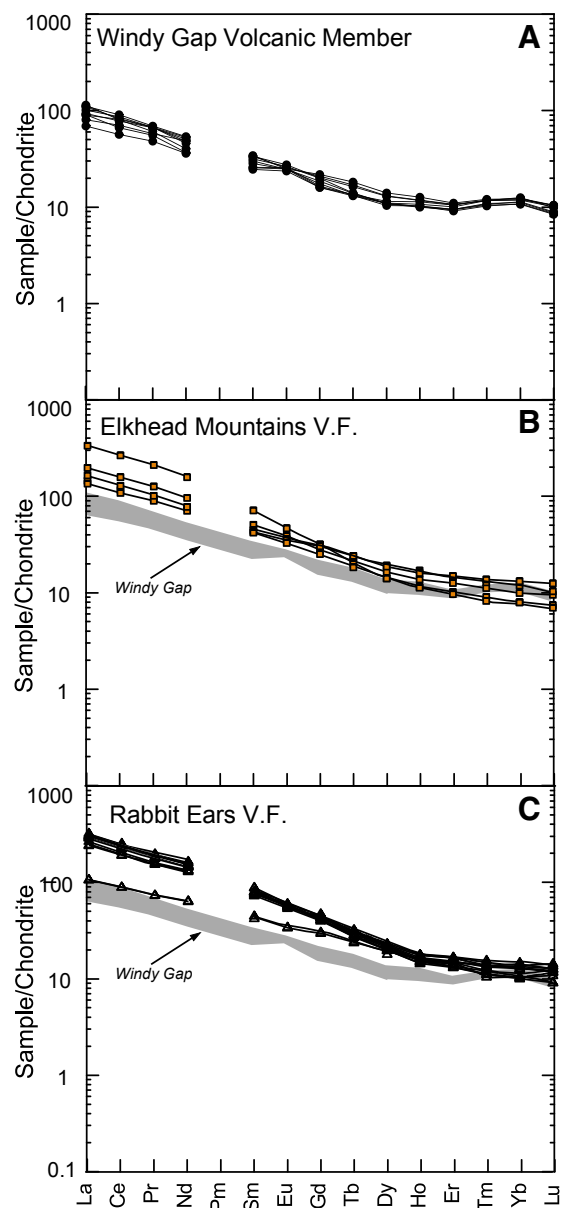 1000
Windy Gap Volcanic Member
A
100
10
1
Sample/Chondrite
1000
Elkhead Mountains V.F.
B
100
10
1
Windy Gap
Sample/Chondrite
1000
Rabbit Ears V.F.
C
100
10
1
0.1
Windy Gap
Sample/Chondrite
La Ce Pr Nd Pm Sm Eu Gd Tb Dy Ho Er Tm Yb Lu